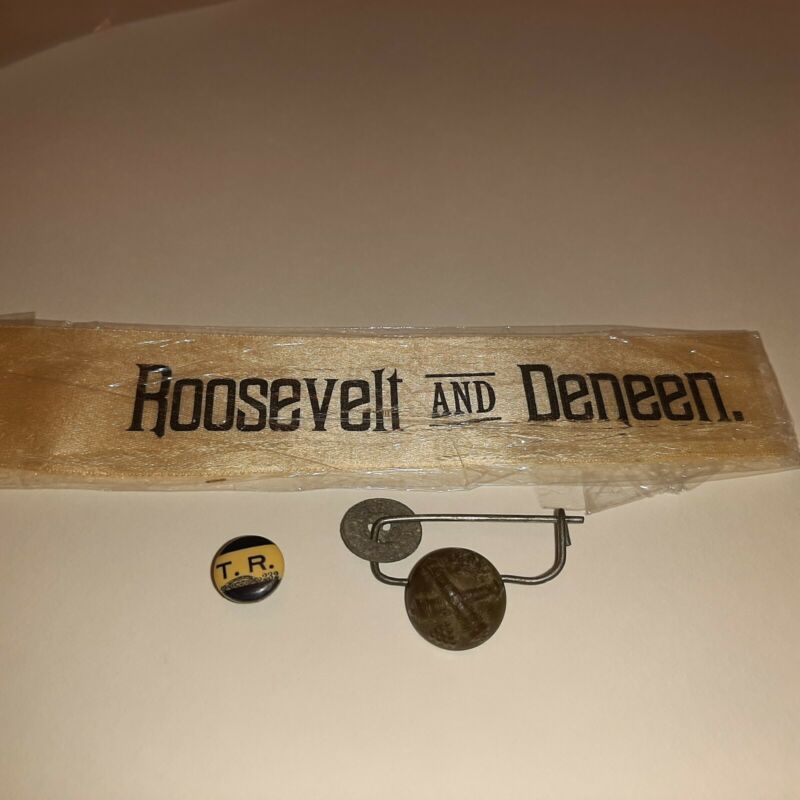 Roosevelt AND Deneen.
T. R.